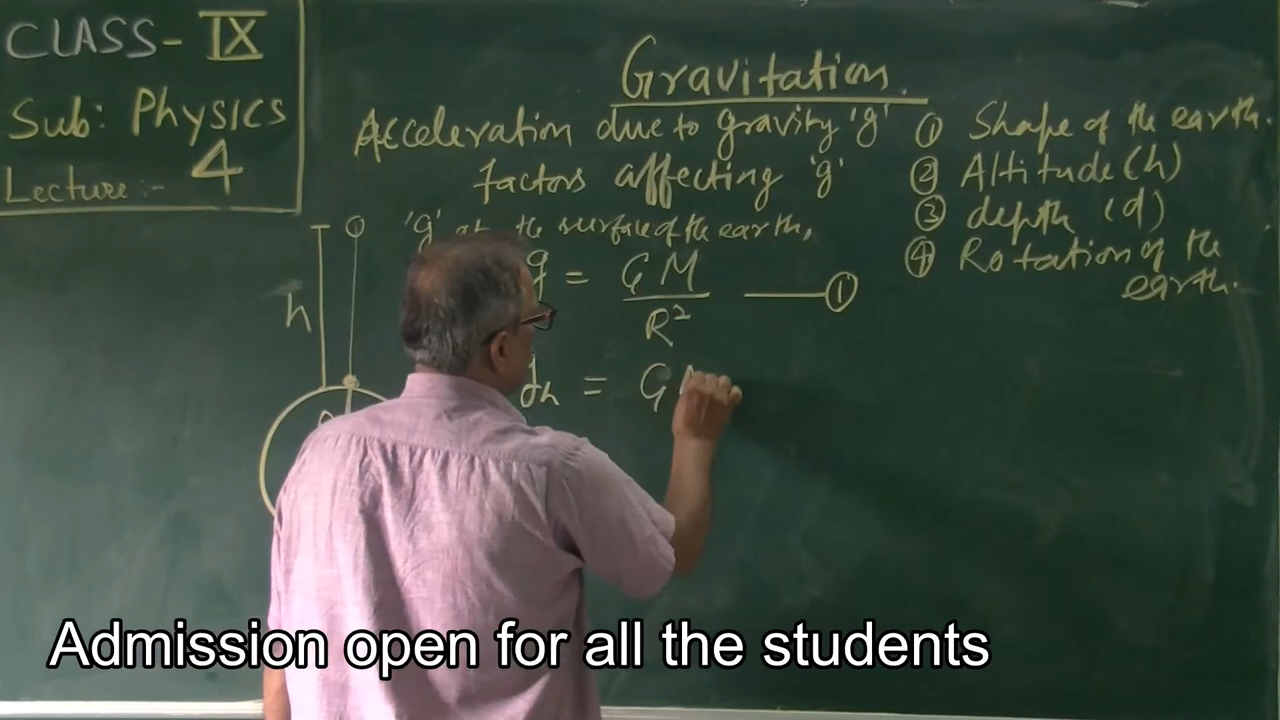 CLASS- IX
Sub: Physics
Lecture:- 4
Gravitation.
Acceleration due to gravity 'g'
factors affecting 'g'
① Shape of the earth.
② Altitude (h)
③ depth (d)
④ Rotation of the
earth.
'g' at the surface of the earth,
g = GM
R²
①
h
gh = G
Admission open for all the students